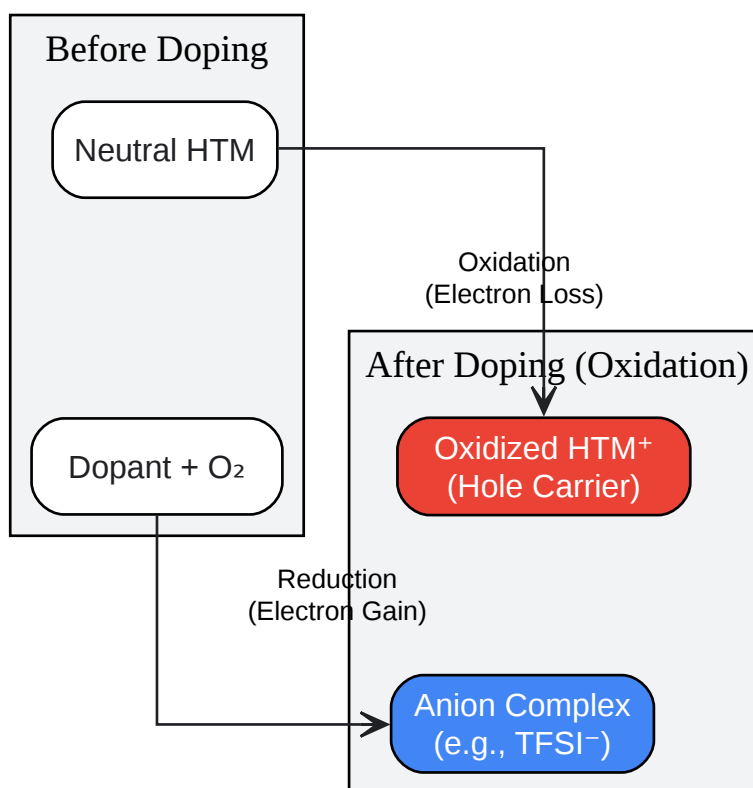 Before Doping
Neutral HTM
Oxidation
(Electron Loss)
After Doping (Oxidation)
Dopant + O₂
Oxidized HTM⁺
(Hole Carrier)
Reduction
(Electron Gain)
Anion Complex
(e.g., TFSI⁻)